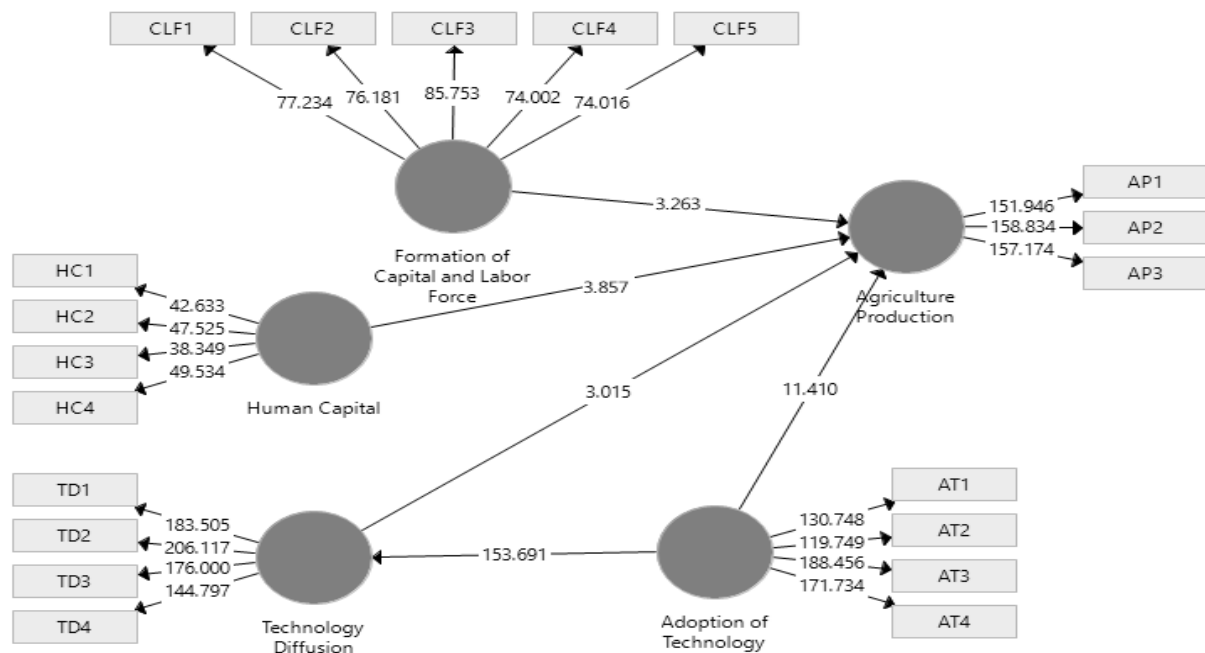 CLF1 CLF2 CLF3 CLF4 CLF5
77.234 76.181 85.753 74.002 74.016
Formation of
Capital and Labor
Force
3.263
AP1
AP2
AP3
151.946
158.834
157.174
Agriculture
Production
HC1
HC2
HC3
HC4
42.633
47.525
38.349
49.534
Human Capital
3.857
3.015
11.410
TD1
TD2
TD3
TD4
183.505
206.117
176.000
144.797
Technology
Diffusion
153.691
Adoption of
Technology
130.748
119.749
188.456
171.734
AT1
AT2
AT3
AT4